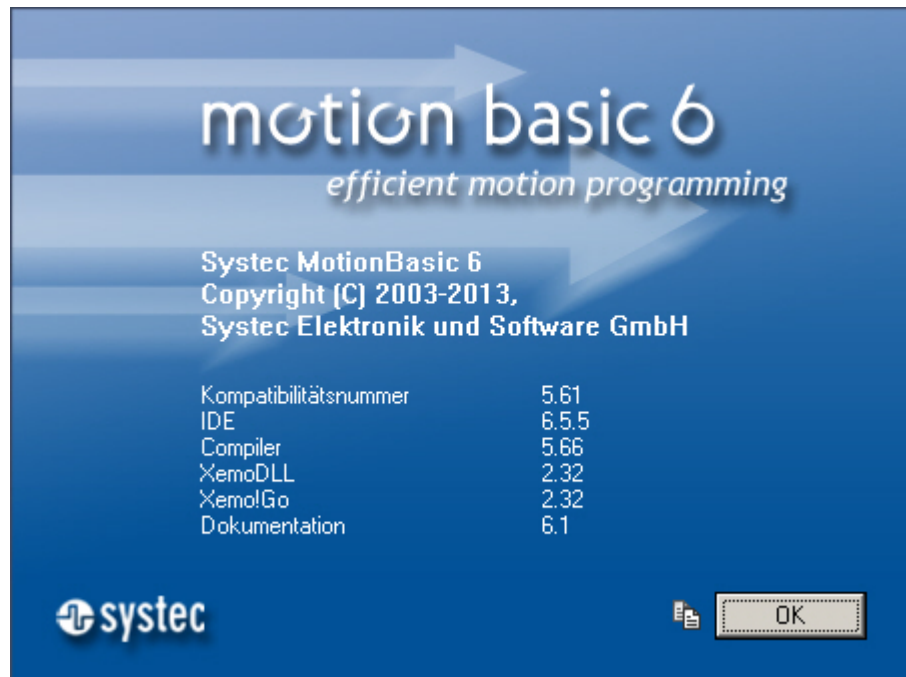 motion basic 6
efficient motion programming
Systec MotionBasic 6
Copyright (C) 2003-2013,
Systec Elektronik und Software GmbH
Kompatibilitätsnummer 5.61
IDE 6.5.5
Compiler 5.66
XemoDLL 2.32
Xemo!Go 2.32
Dokumentation 6.1
systec
OK